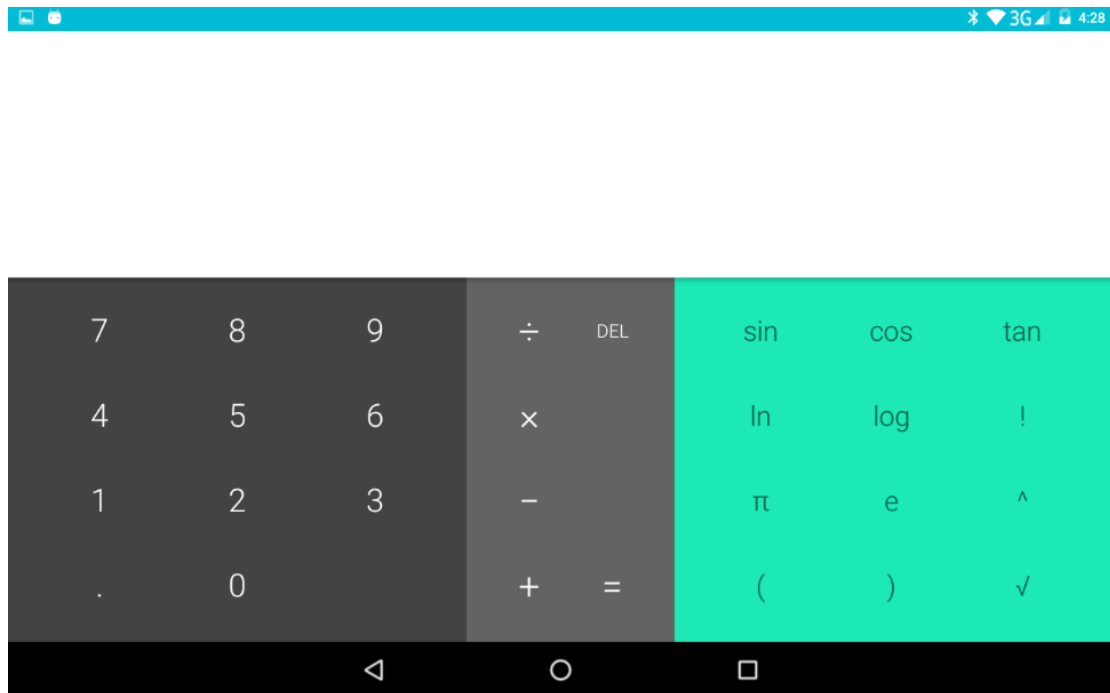 3G 4:28
7 8 9 ÷ DEL sin cos tan
4 5 6 × ln log !
1 2 3 − π e ^
. 0 + = ( ) √